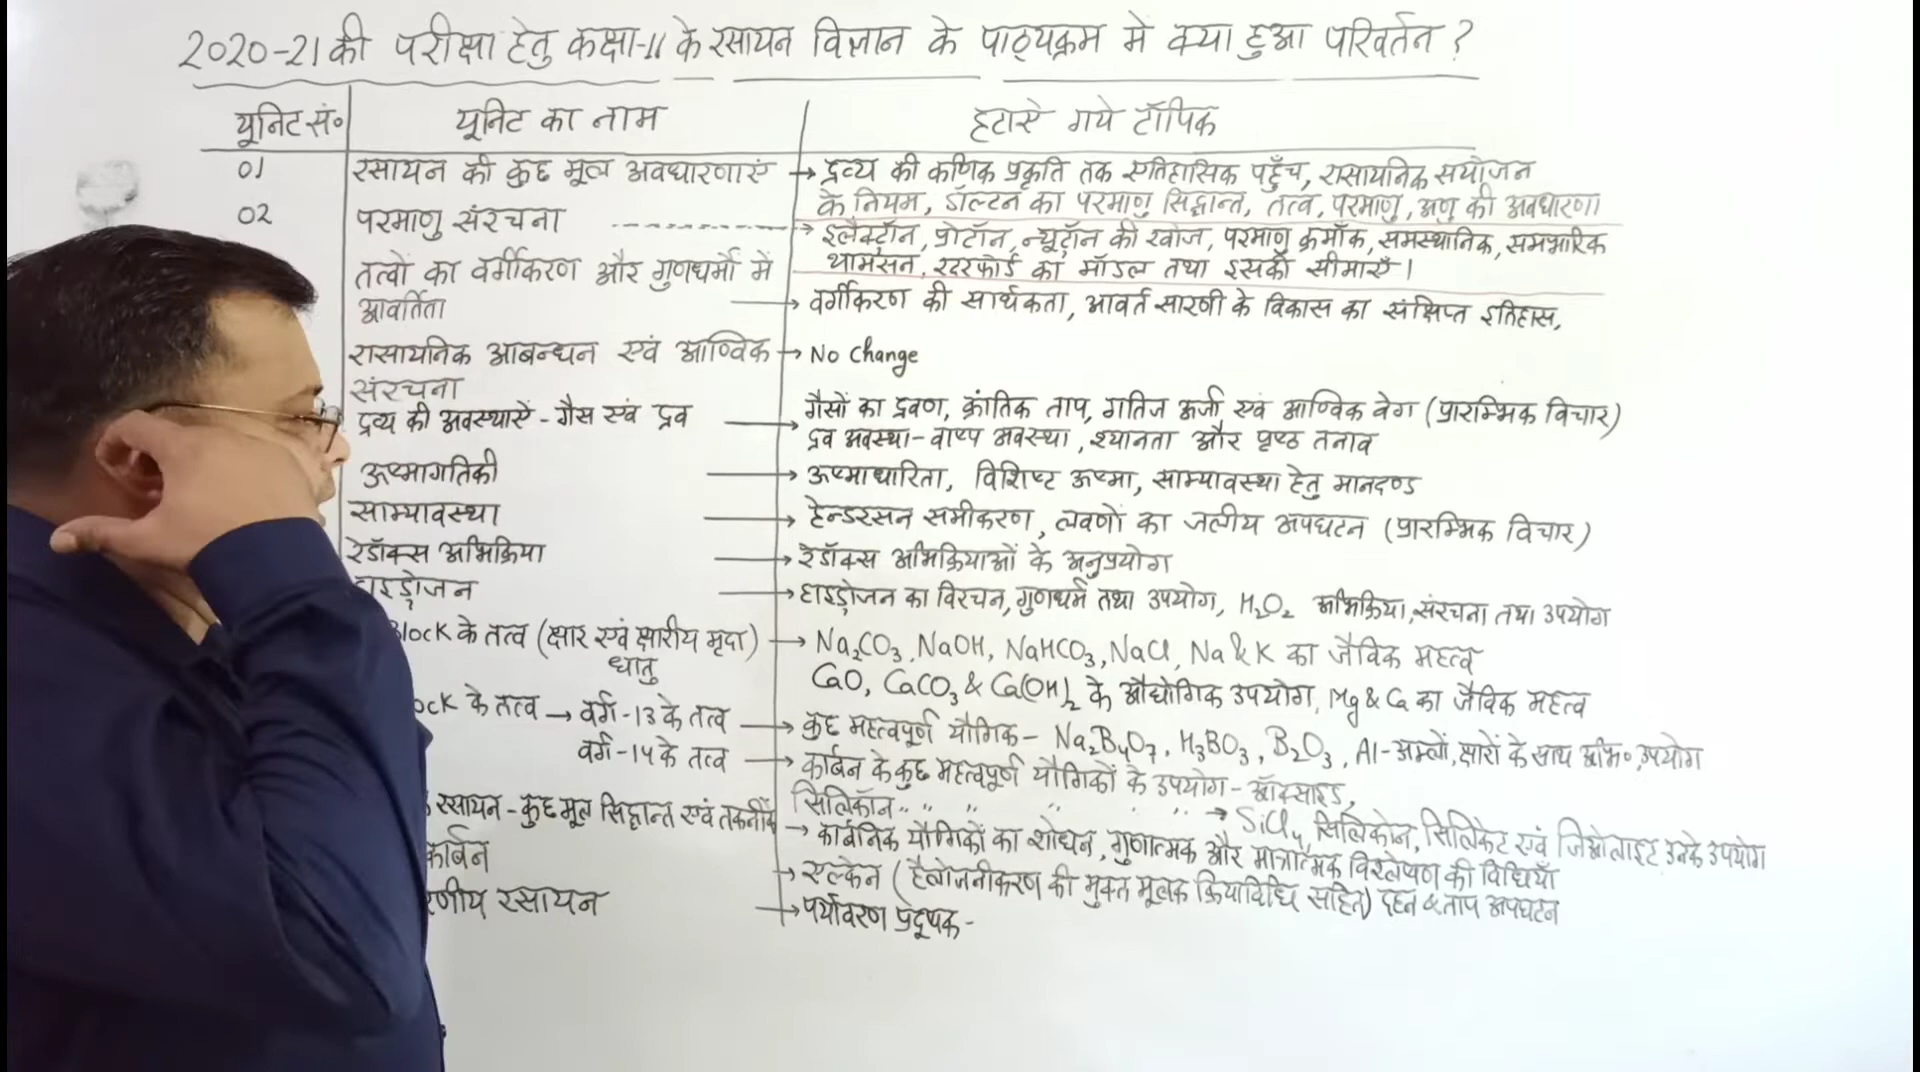 2020-21 की परीक्षा हेतु कक्षा-11 के रसायन विज्ञान के पाठ्यक्रम में क्या हुआ परिवर्तन ?
यूनिट सं॰ यूनिट का नाम हटाये गये टॉपिक
01 रसायन की कुछ मूल अवधारणाएं → द्रव्य की कणिक प्रकृति तक एतिहासिक पहुँच, रासायनिक सयोजन
के नियम, डॉल्टन का परमाणु सिद्धान्त, तत्व, परमाणु, अणु की अवधारणा
02 परमाणु संरचना → इलैक्ट्रॉन, प्रोटॉन, न्यूट्रॉन की खोज, परमाणु क्रमाँक, समस्थानिक, समभारिक
थामसन, रदरफोर्ड का मॉडल तथा इसकी सीमाएँ।
तत्वों का वर्गीकरण और गुणधर्मों में
आवर्तिता → वर्गीकरण की सार्थकता, आवर्त सारणी के विकास का संक्षिप्त इतिहास,
रासायनिक आबन्धन एवं आण्विक → No Change
संरचना
द्रव्य की अवस्थाऐं - गैस एवं द्रव → गैसों का द्रवण, क्रांतिक ताप, गतिज ऊर्जा एवं आण्विक वेग (प्रारम्भिक विचार)
द्रव अवस्था - वाष्प अवस्था, श्यानता और पृष्ठ तनाव
ऊष्मागतिकी → ऊष्माधारिता, विशिष्ट ऊष्मा, साम्यावस्था हेतु मानदण्ड
साम्यावस्था → हेन्डरसन समीकरण, लवणों का जलीय अपघटन (प्रारम्भिक विचार)
रेडॉक्स अभिक्रिया → रेडॉक्स अभिक्रियाओं के अनुप्रयोग
हाइड्रोजन → हाइड्रोजन का विरचन, गुणधर्म तथा उपयोग, H₂O₂ अभिक्रिया, संरचना तथा उपयोग
Block के तत्व (क्षार एवं क्षारीय मृदा) → Na₂CO₃, NaOH, NaHCO₃, NaCl, Na & K का जैविक महत्व
धातु CaO, CaCO₃ & Ca(OH)₂ के औद्योगिक उपयोग, Mg & Ca का जैविक महत्व
ock के तत्व → वर्ग-13 के तत्व → कुछ महत्वपूर्ण यौगिक - Na₂B₄O₇, H₃BO₃, B₂O₃, Al-अम्लों, क्षारों के साथ अभि॰, उपयोग
वर्ग-14 के तत्व → कार्बन के कुछ महत्वपूर्ण यौगिकों के उपयोग - ऑक्साइड,
सिलिकॉन " " " " " → SiCl₄, सिलिकोन, सिलिकेट एवं जिओलाइट उनके उपयोग
रसायन - कुछ मूल सिद्धान्त एवं तकनीकें → कार्बनिक यौगिकों का शोधन, गुणात्मक और मात्रात्मक विश्लेषण की विधियाँ
कार्बन → एल्केन (हैलोजनीकरण की मुक्त मूलक क्रियाविधि सहित) दहन & ताप अपघटन
रणीय रसायन → पर्यावरण प्रदूषक -